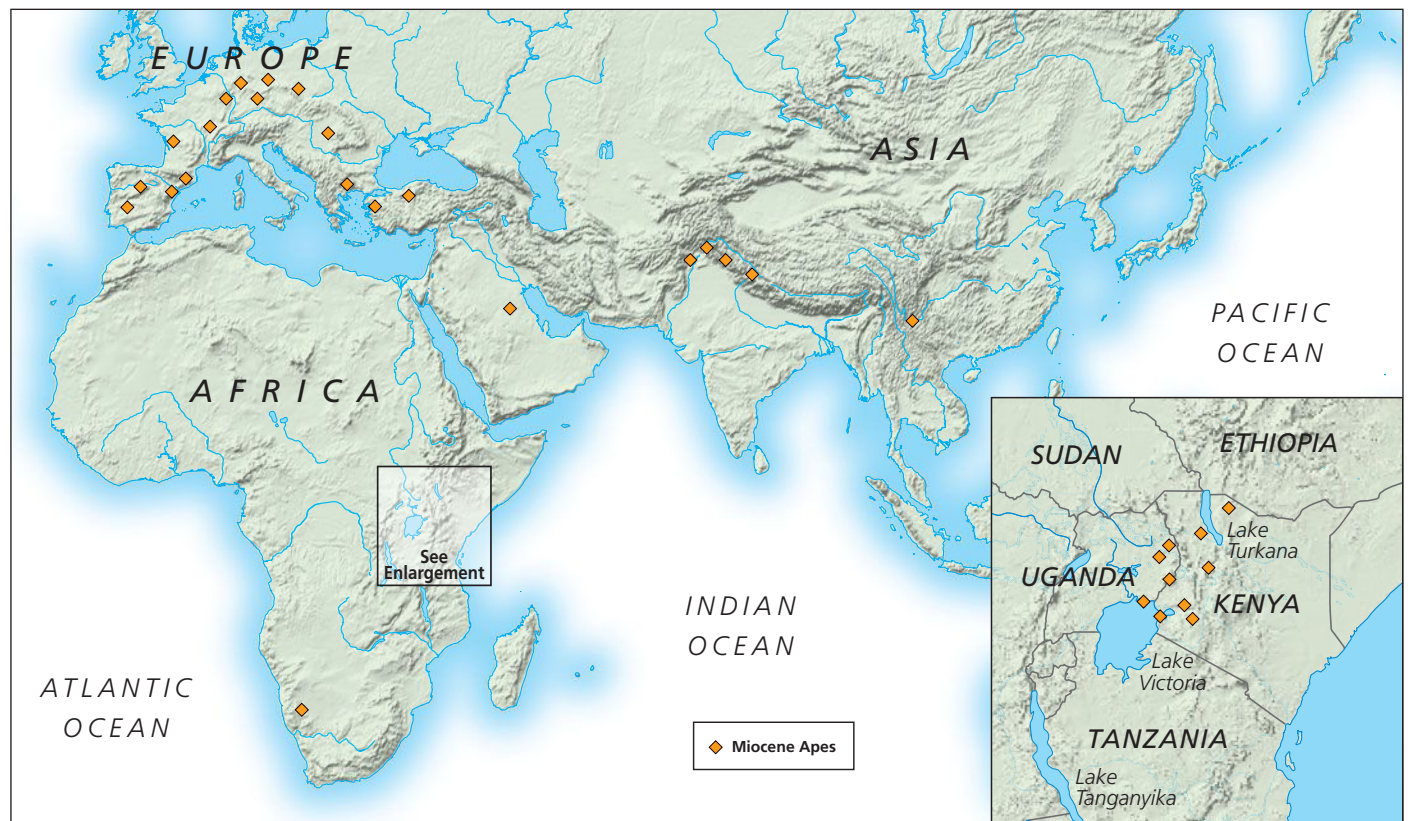 EUROPE
ASIA
AFRICA
See
Enlargement
PACIFIC
OCEAN
INDIAN
OCEAN
ATLANTIC
OCEAN
Miocene Apes
SUDAN
ETHIOPIA
Lake
Turkana
UGANDA
KENYA
Lake
Victoria
TANZANIA
Lake
Tanganyika